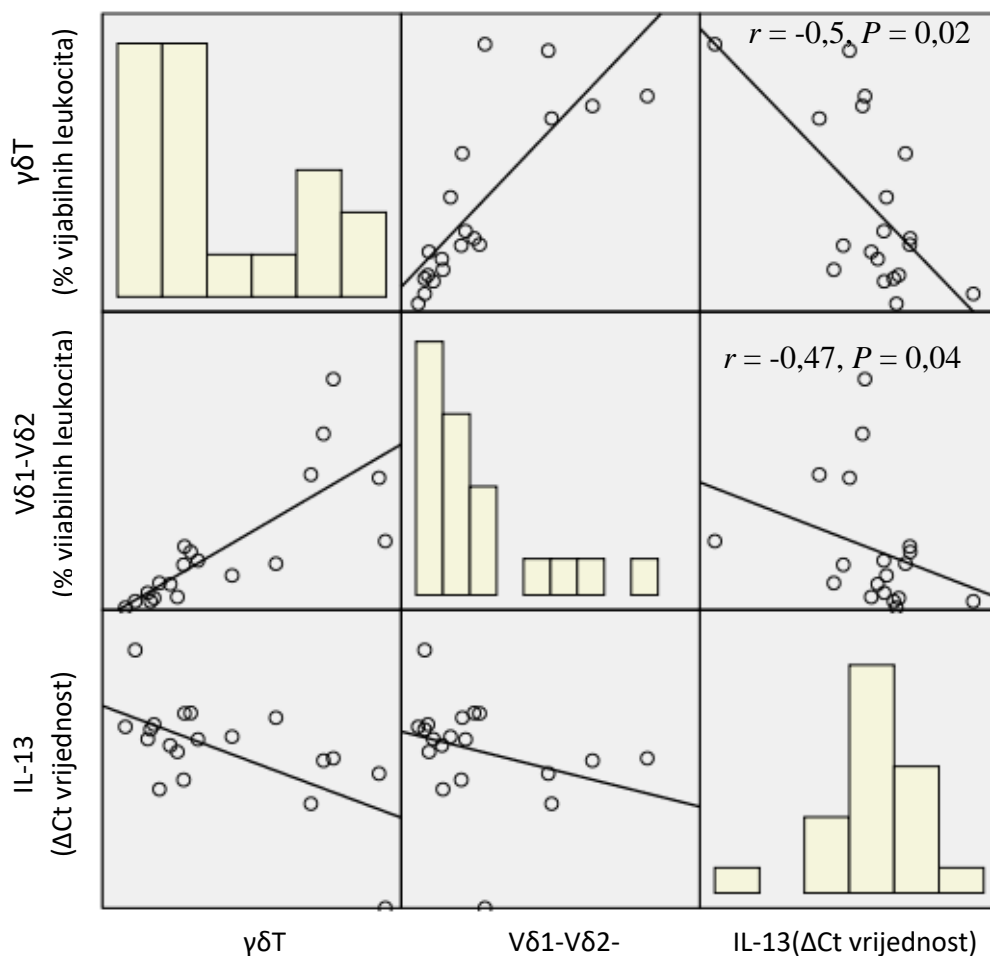 r = -0,5, P = 0,02
γδT
(% vijabilnih leukocita)
r = -0,47, P = 0,04
Vδ1-Vδ2
(% viiabilnih leukocita)
IL-13
(ΔCt vrijednost)
γδT
Vδ1-Vδ2-
IL-13(ΔCt vrijednost)